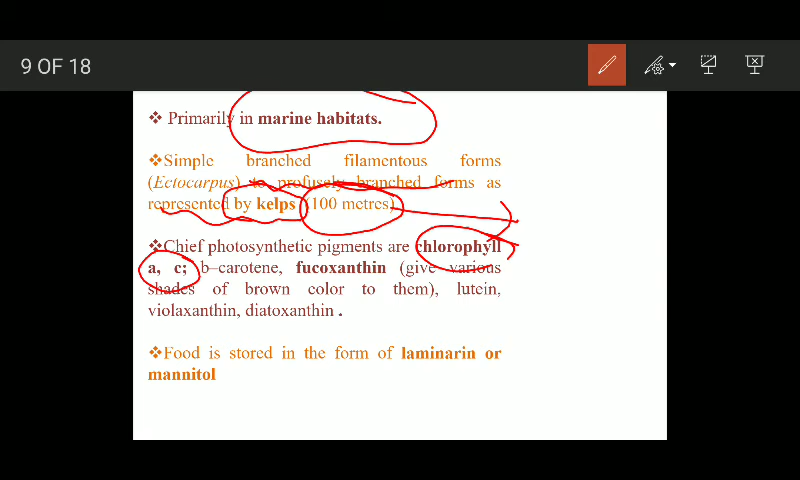 9 OF 18
❖ Primarily in marine habitats.
❖Simple branched filamentous forms
(Ectocarpus) to profusely branched forms as
represented by kelps (100 metres)
❖Chief photosynthetic pigments are chlorophyll
a, c; b–carotene, fucoxanthin (give various
shades of brown color to them), lutein,
violaxanthin, diatoxanthin .
❖Food is stored in the form of laminarin or
mannitol